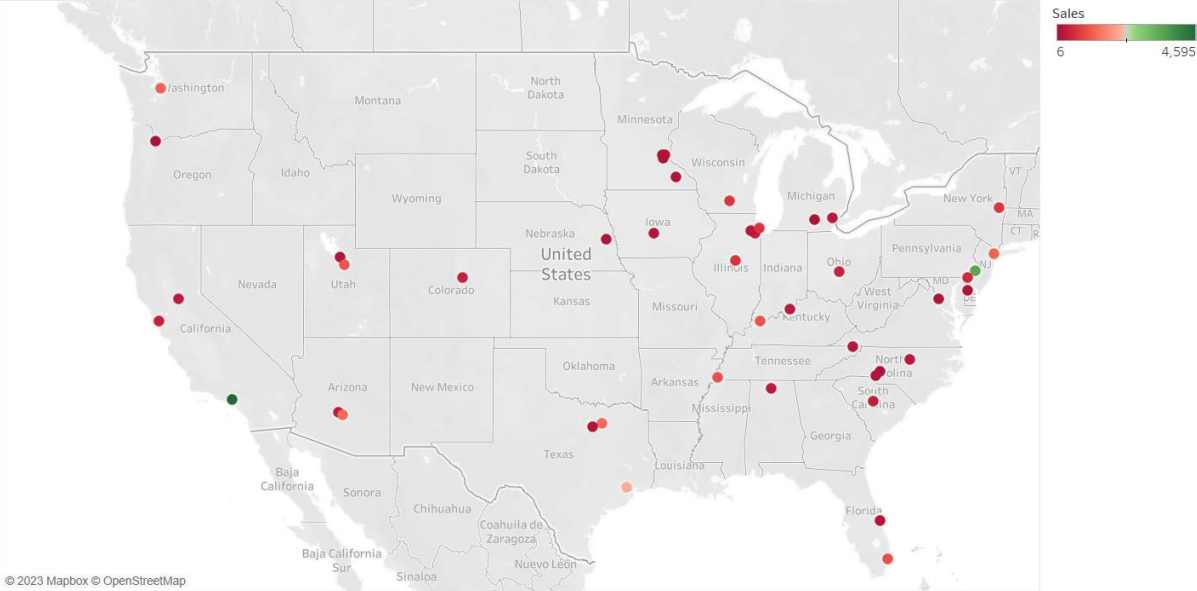 Sales
6 4,595
Washington
North
Dakota
Montana
Minnesota
Oregon
Idaho
South
Dakota
Wisconsin
VT
Wyoming
Michigan
New York
MA
Iowa
CT
Nebraska
United
States
Pennsylvania
Nevada
Utah
Colorado
Illinois
Indiana
Ohio
NJ
MD
DE
Kansas
Missouri
West
Virginia
California
Kentucky
Oklahoma
Tennessee
North
Arizona
New Mexico
Arkansas
South
Carolina
Mississippi
Georgia
Texas
Louisiana
Baja
California
Sonora
Chihuahua
Florida
Coahuila de
Zaragoza
Baja California
Sur
Nuevo León
Sinaloa
© 2023 Mapbox © OpenStreetMap